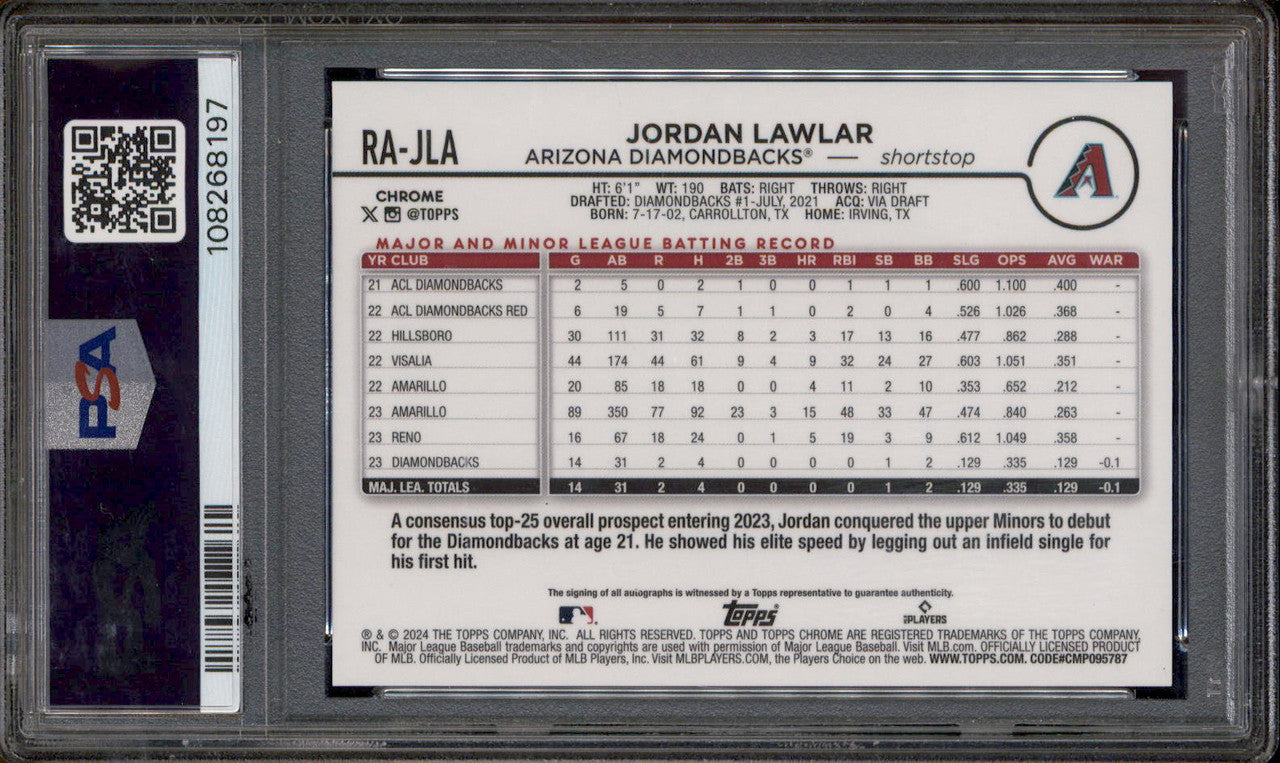 108268197
PSA
RA-JLA
JORDAN LAWLAR
ARIZONA DIAMONDBACKS® — shortstop
CHROME
X @TOPPS
HT: 6'1" WT: 190 BATS: RIGHT THROWS: RIGHT
DRAFTED: DIAMONDBACKS #1-JULY, 2021 ACQ: VIA DRAFT
BORN: 7-17-02, CARROLLTON, TX HOME: IRVING, TX
MAJOR AND MINOR LEAGUE BATTING RECORD
YR CLUB G AB R H 2B 3B HR RBI SB BB SLG OPS AVG WAR
21 ACL DIAMONDBACKS 2 5 0 2 1 0 0 1 1 1 .600 1.100 .400 -
22 ACL DIAMONDBACKS RED 6 19 5 7 1 1 0 2 0 4 .526 1.026 .368 -
22 HILLSBORO 30 111 31 32 8 2 3 17 13 16 .477 .862 .288 -
22 VISALIA 44 174 44 61 9 4 9 32 24 27 .603 1.051 .351 -
22 AMARILLO 20 85 18 18 0 0 4 11 2 10 .353 .652 .212 -
23 AMARILLO 89 350 77 92 23 3 15 48 33 47 .474 .840 .263 -
23 RENO 16 67 18 24 0 1 5 19 3 9 .612 1.049 .358 -
23 DIAMONDBACKS 14 31 2 4 0 0 0 0 1 2 .129 .335 .129 -0.1
MAJ. LEA. TOTALS 14 31 2 4 0 0 0 0 1 2 .129 .335 .129 -0.1
A consensus top-25 overall prospect entering 2023, Jordan conquered the upper Minors to debut
for the Diamondbacks at age 21. He showed his elite speed by legging out an infield single for
his first hit.
The signing of all autographs is witnessed by a Topps representative to guarantee authenticity.
Topps® PLAYERS
® & © 2024 THE TOPPS COMPANY, INC. ALL RIGHTS RESERVED. TOPPS AND TOPPS CHROME ARE REGISTERED TRADEMARKS OF THE TOPPS COMPANY,
INC. Major League Baseball trademarks and copyrights are used with permission of Major League Baseball. Visit MLB.com. OFFICIALLY LICENSED PRODUCT
OF MLB. Officially Licensed Product of MLB Players, Inc. Visit MLBPLAYERS.COM, the Players Choice on the web. WWW.TOPPS.COM. CODE#CMP095787